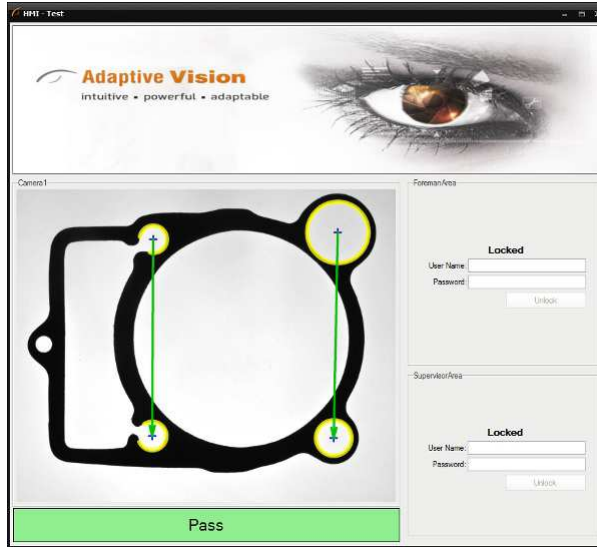 HMI - Test
Adaptive Vision
intuitive • powerful • adaptable
Camera1
ForemanArea
Locked
User Name:
Password:
Unlock
SupervisorArea
Locked
User Name:
Password:
Unlock
Pass